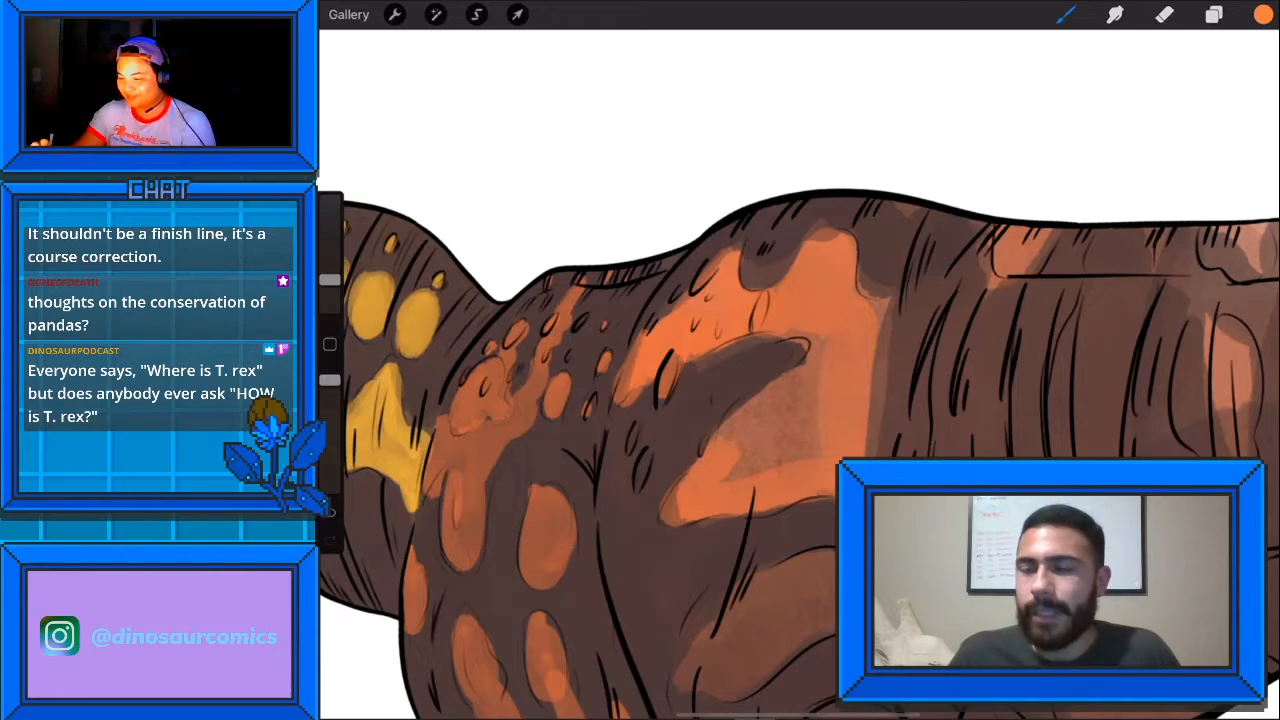 Gallery
CHAT
It shouldn't be a finish line, it's a
course correction.
thoughts on the conservation of
pandas?
DINOSAURPODCAST
Everyone says, "Where is T. rex"
but does anybody ever ask "HOW
is T. rex?"
@dinosaurcomics